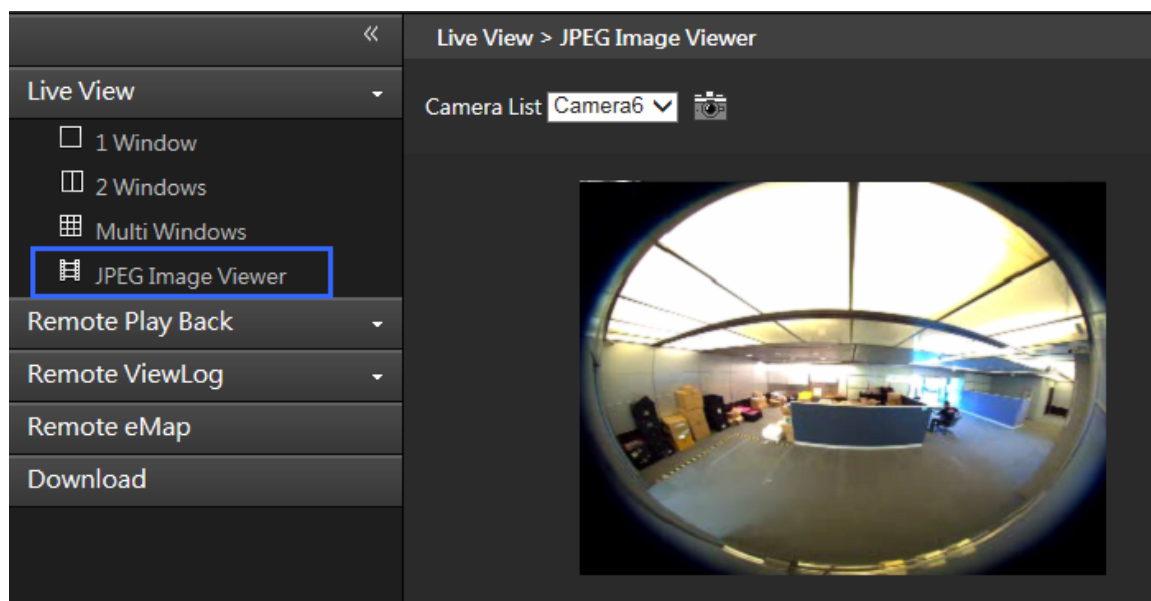 «
Live View > JPEG Image Viewer
Live View
Camera List Camera6
1 Window
2 Windows
Multi Windows
JPEG Image Viewer
Remote Play Back
Remote ViewLog
Remote eMap
Download